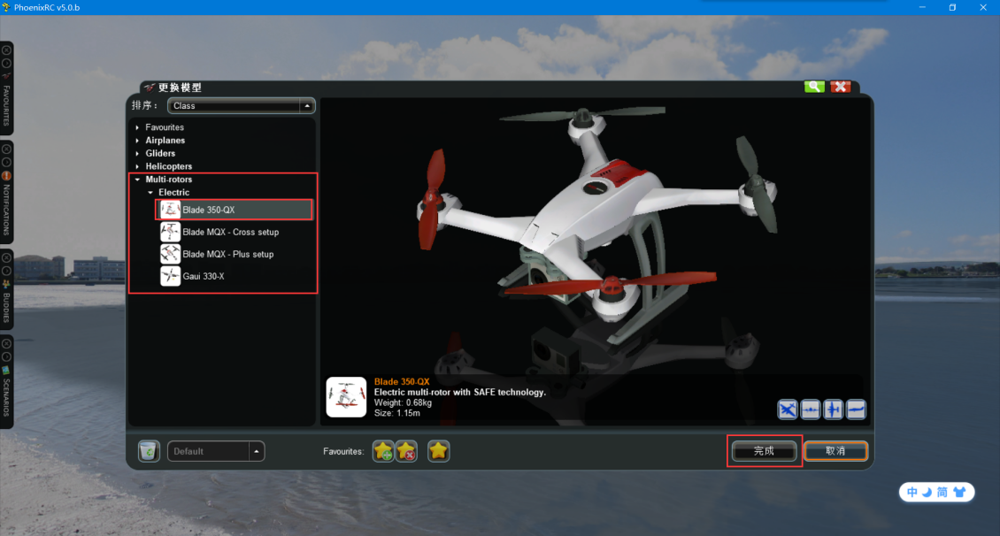 PhoenixRC v5.0.b
FAVOURITES
NOTIFICATIONS
BUDDIES
SCENARIOS
更换模型
排序：
Class
Favourites
Airplanes
Gliders
Helicopters
Multi-rotors
Electric
Blade 350-QX
Blade MQX - Cross setup
Blade MQX - Plus setup
Gaui 330-X
Blade 350-QX
Electric multi-rotor with SAFE technology.
Weight: 0.68kg
Size: 1.15m
Default
Favourites:
完成
取消
中 简